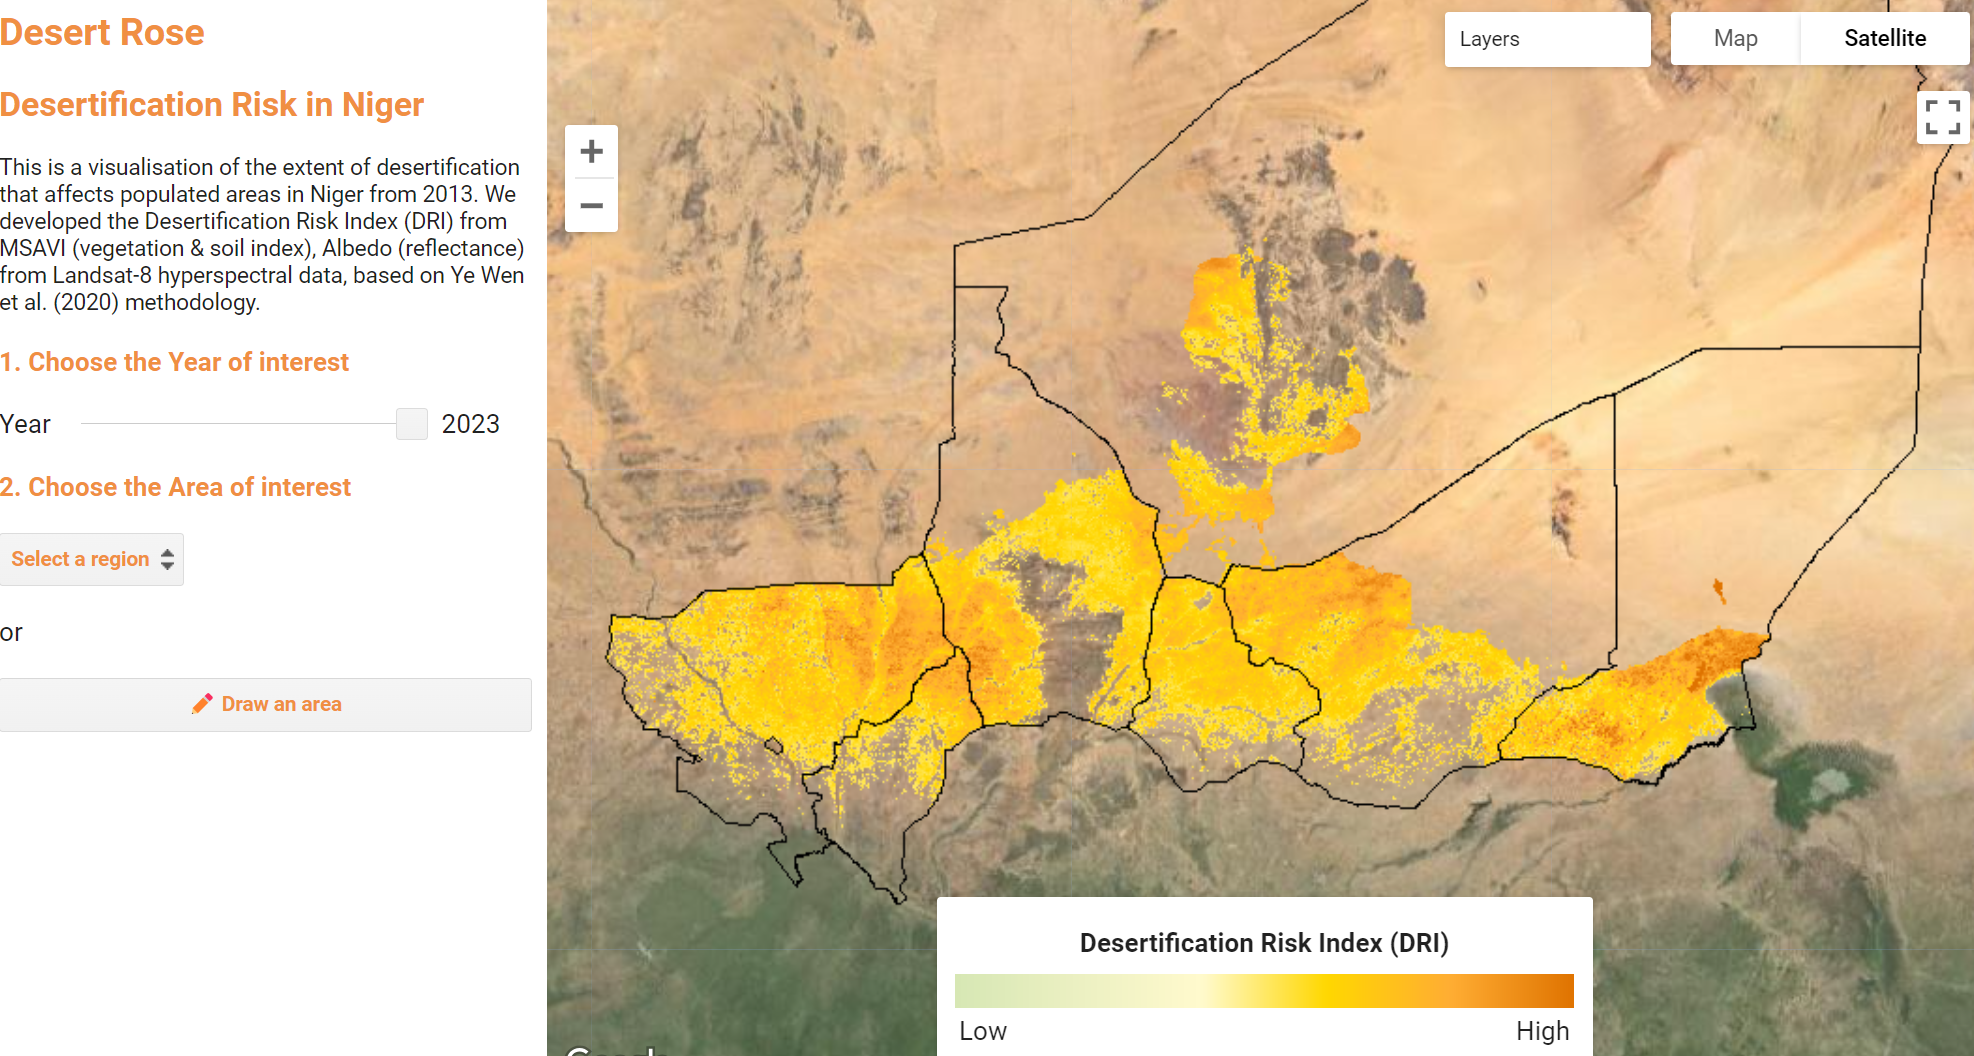 Desert Rose
Desertification Risk in Niger
This is a visualisation of the extent of desertification
that affects populated areas in Niger from 2013. We
developed the Desertification Risk Index (DRI) from
MSAVI (vegetation & soil index), Albedo (reflectance)
from Landsat-8 hyperspectral data, based on Ye Wen
et al. (2020) methodology.
1. Choose the Year of interest
Year 2023
2. Choose the Area of interest
Select a region
or
Draw an area
+
−
Layers
Map Satellite
Desertification Risk Index (DRI)
Low High